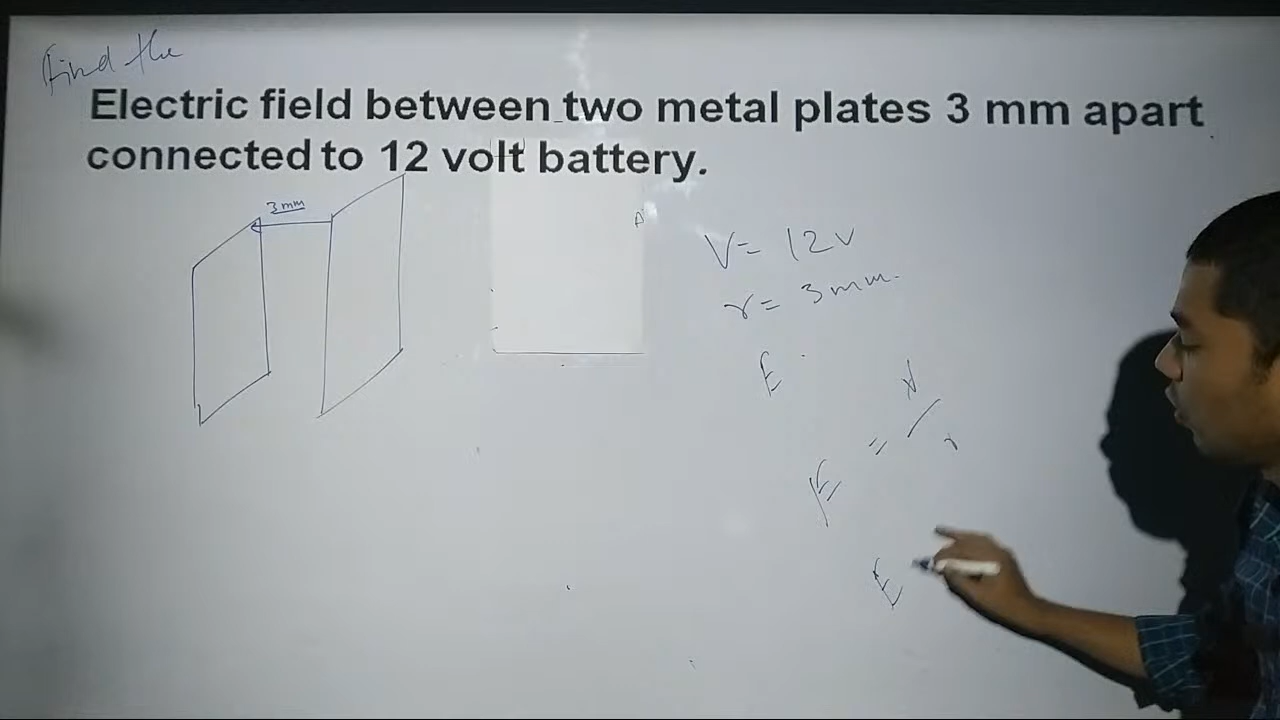 Find the
Electric field between two metal plates 3 mm apart
connected to 12 volt battery.
3 mm
A
V = 12 v
r = 3 mm.
E
E =
E